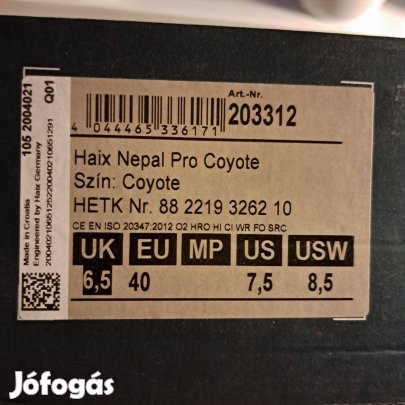 Art.-Nr.
203312
4 044465 336171
Haix Nepal Pro Coyote
Szín: Coyote
HETK Nr. 88 2219 3262 10
CE EN ISO 20347:2012 O2 HRO HI CI WR FO SRC
UK EU MP US USW
6,5 40 7,5 8,5
Made in Croatia
Engineered by Haix Germany
105 2004021
Q01
Jófogás